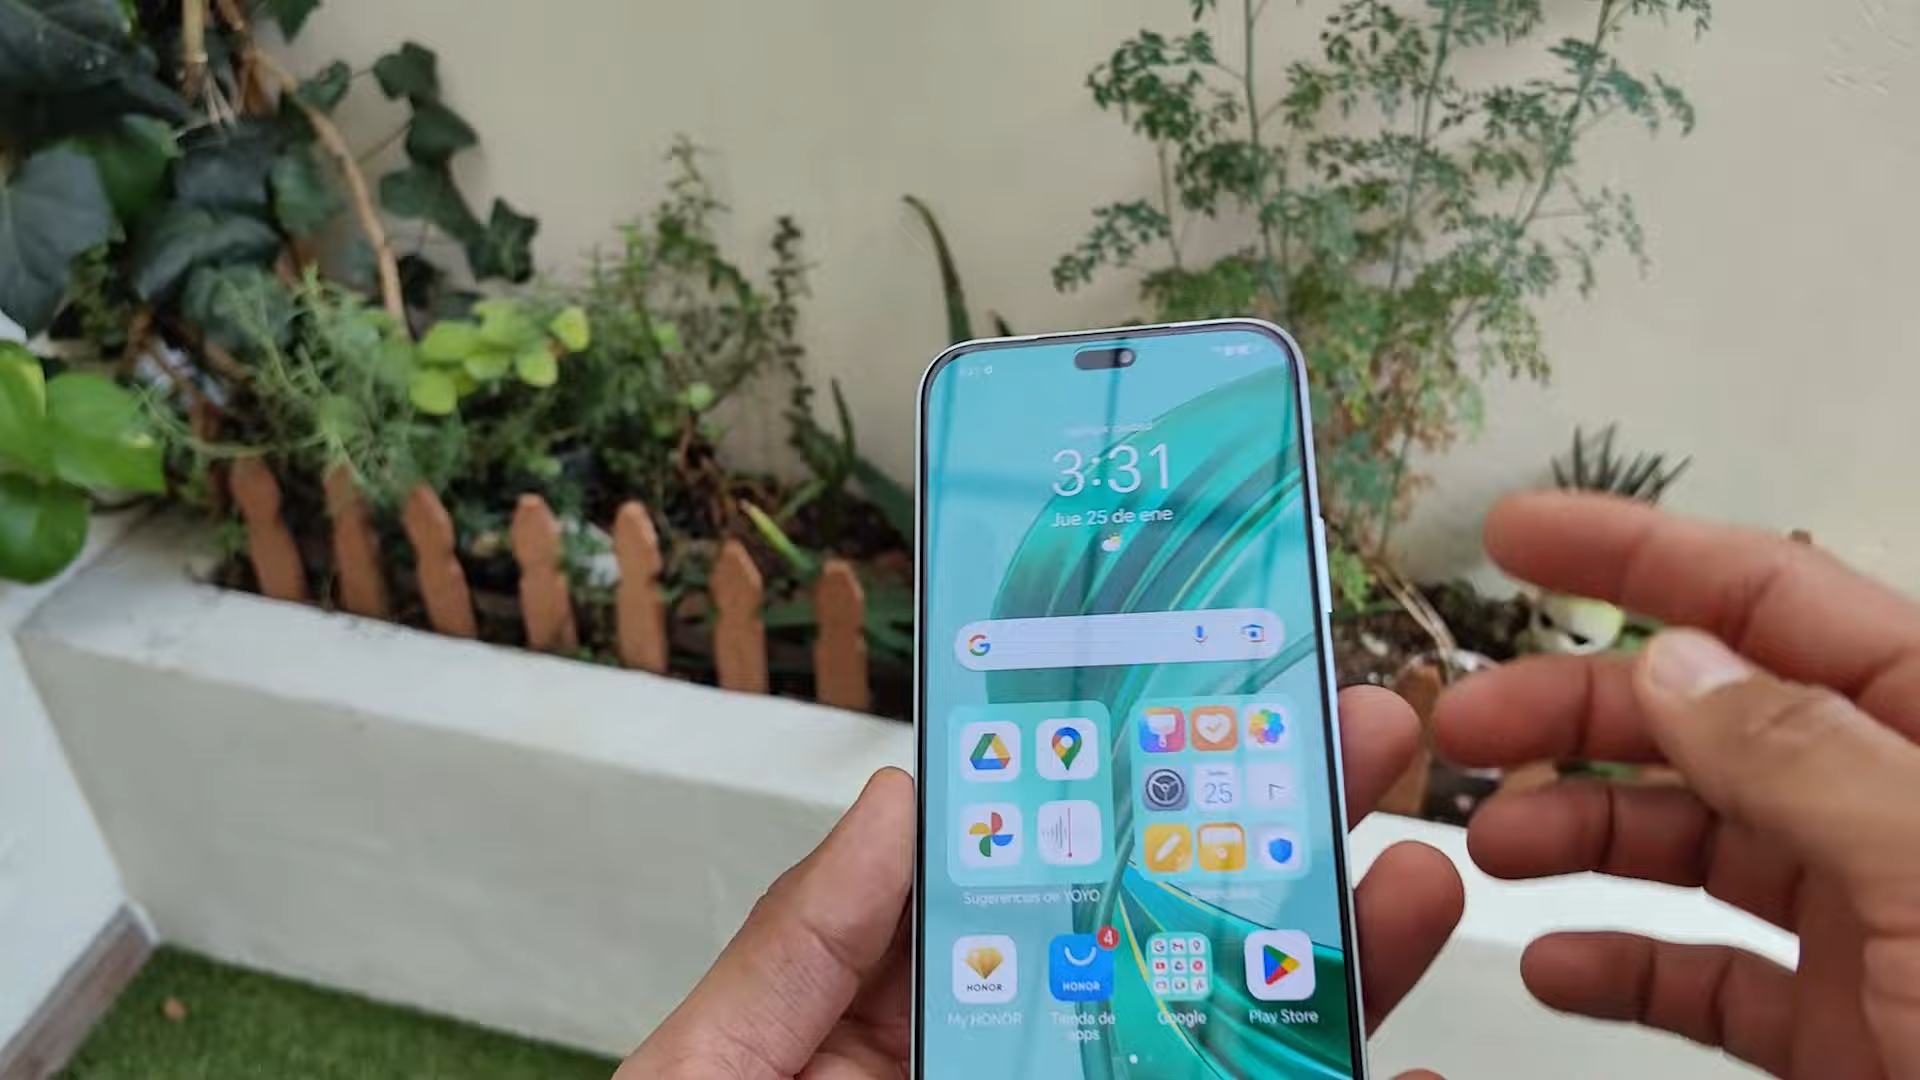 3:31
Jue 25 de ene
G
Sugerencias de YOYO
25
HONOR
My HONOR
4
HONOR
Tienda de
apps
Google
Play Store